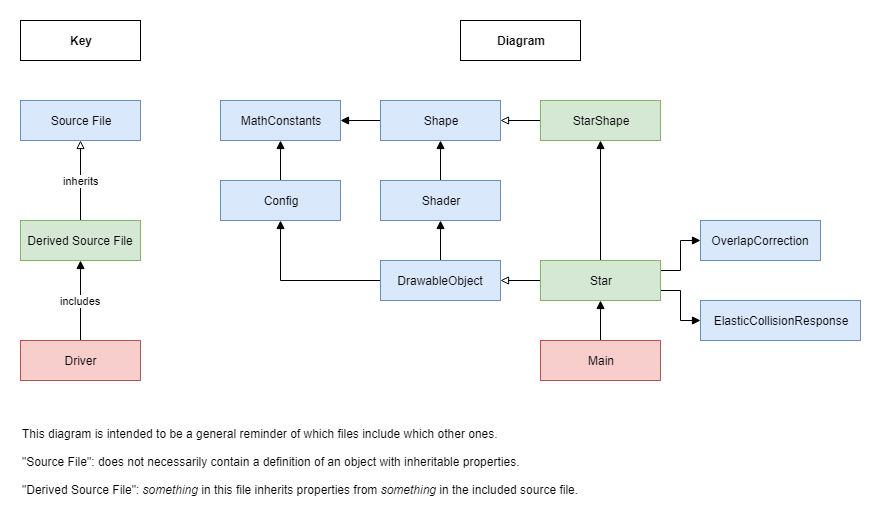 Key
Diagram
Source File
MathConstants
Shape
StarShape
inherits
Config
Shader
Derived Source File
OverlapCorrection
DrawableObject
Star
includes
ElasticCollisionResponse
Driver
Main
This diagram is intended to be a general reminder of which files include which other ones.
"Source File": does not necessarily contain a definition of an object with inheritable properties.
"Derived Source File": something in this file inherits properties from something in the included source file.